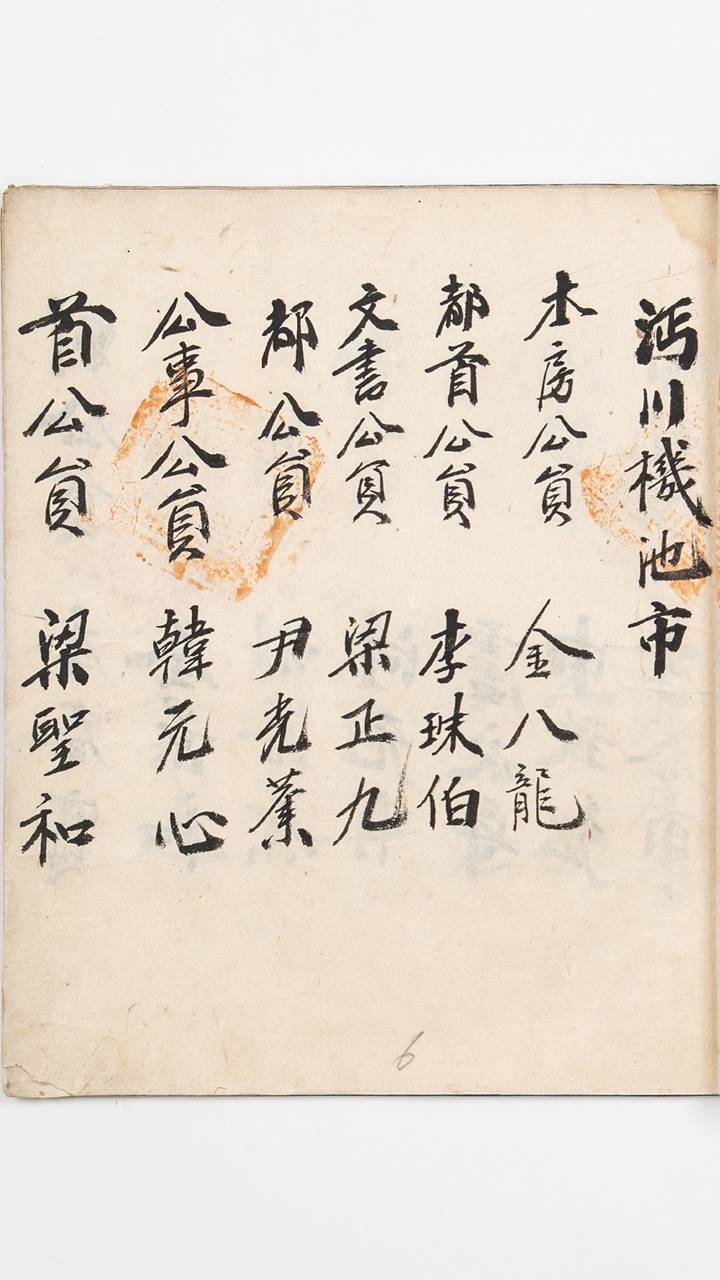 沔川機池市
本房公員 金八龍
都首公員 李珠伯
文書公員 梁正九
都公員 尹光
公事公員 韓元心
首公員 梁聖和
6